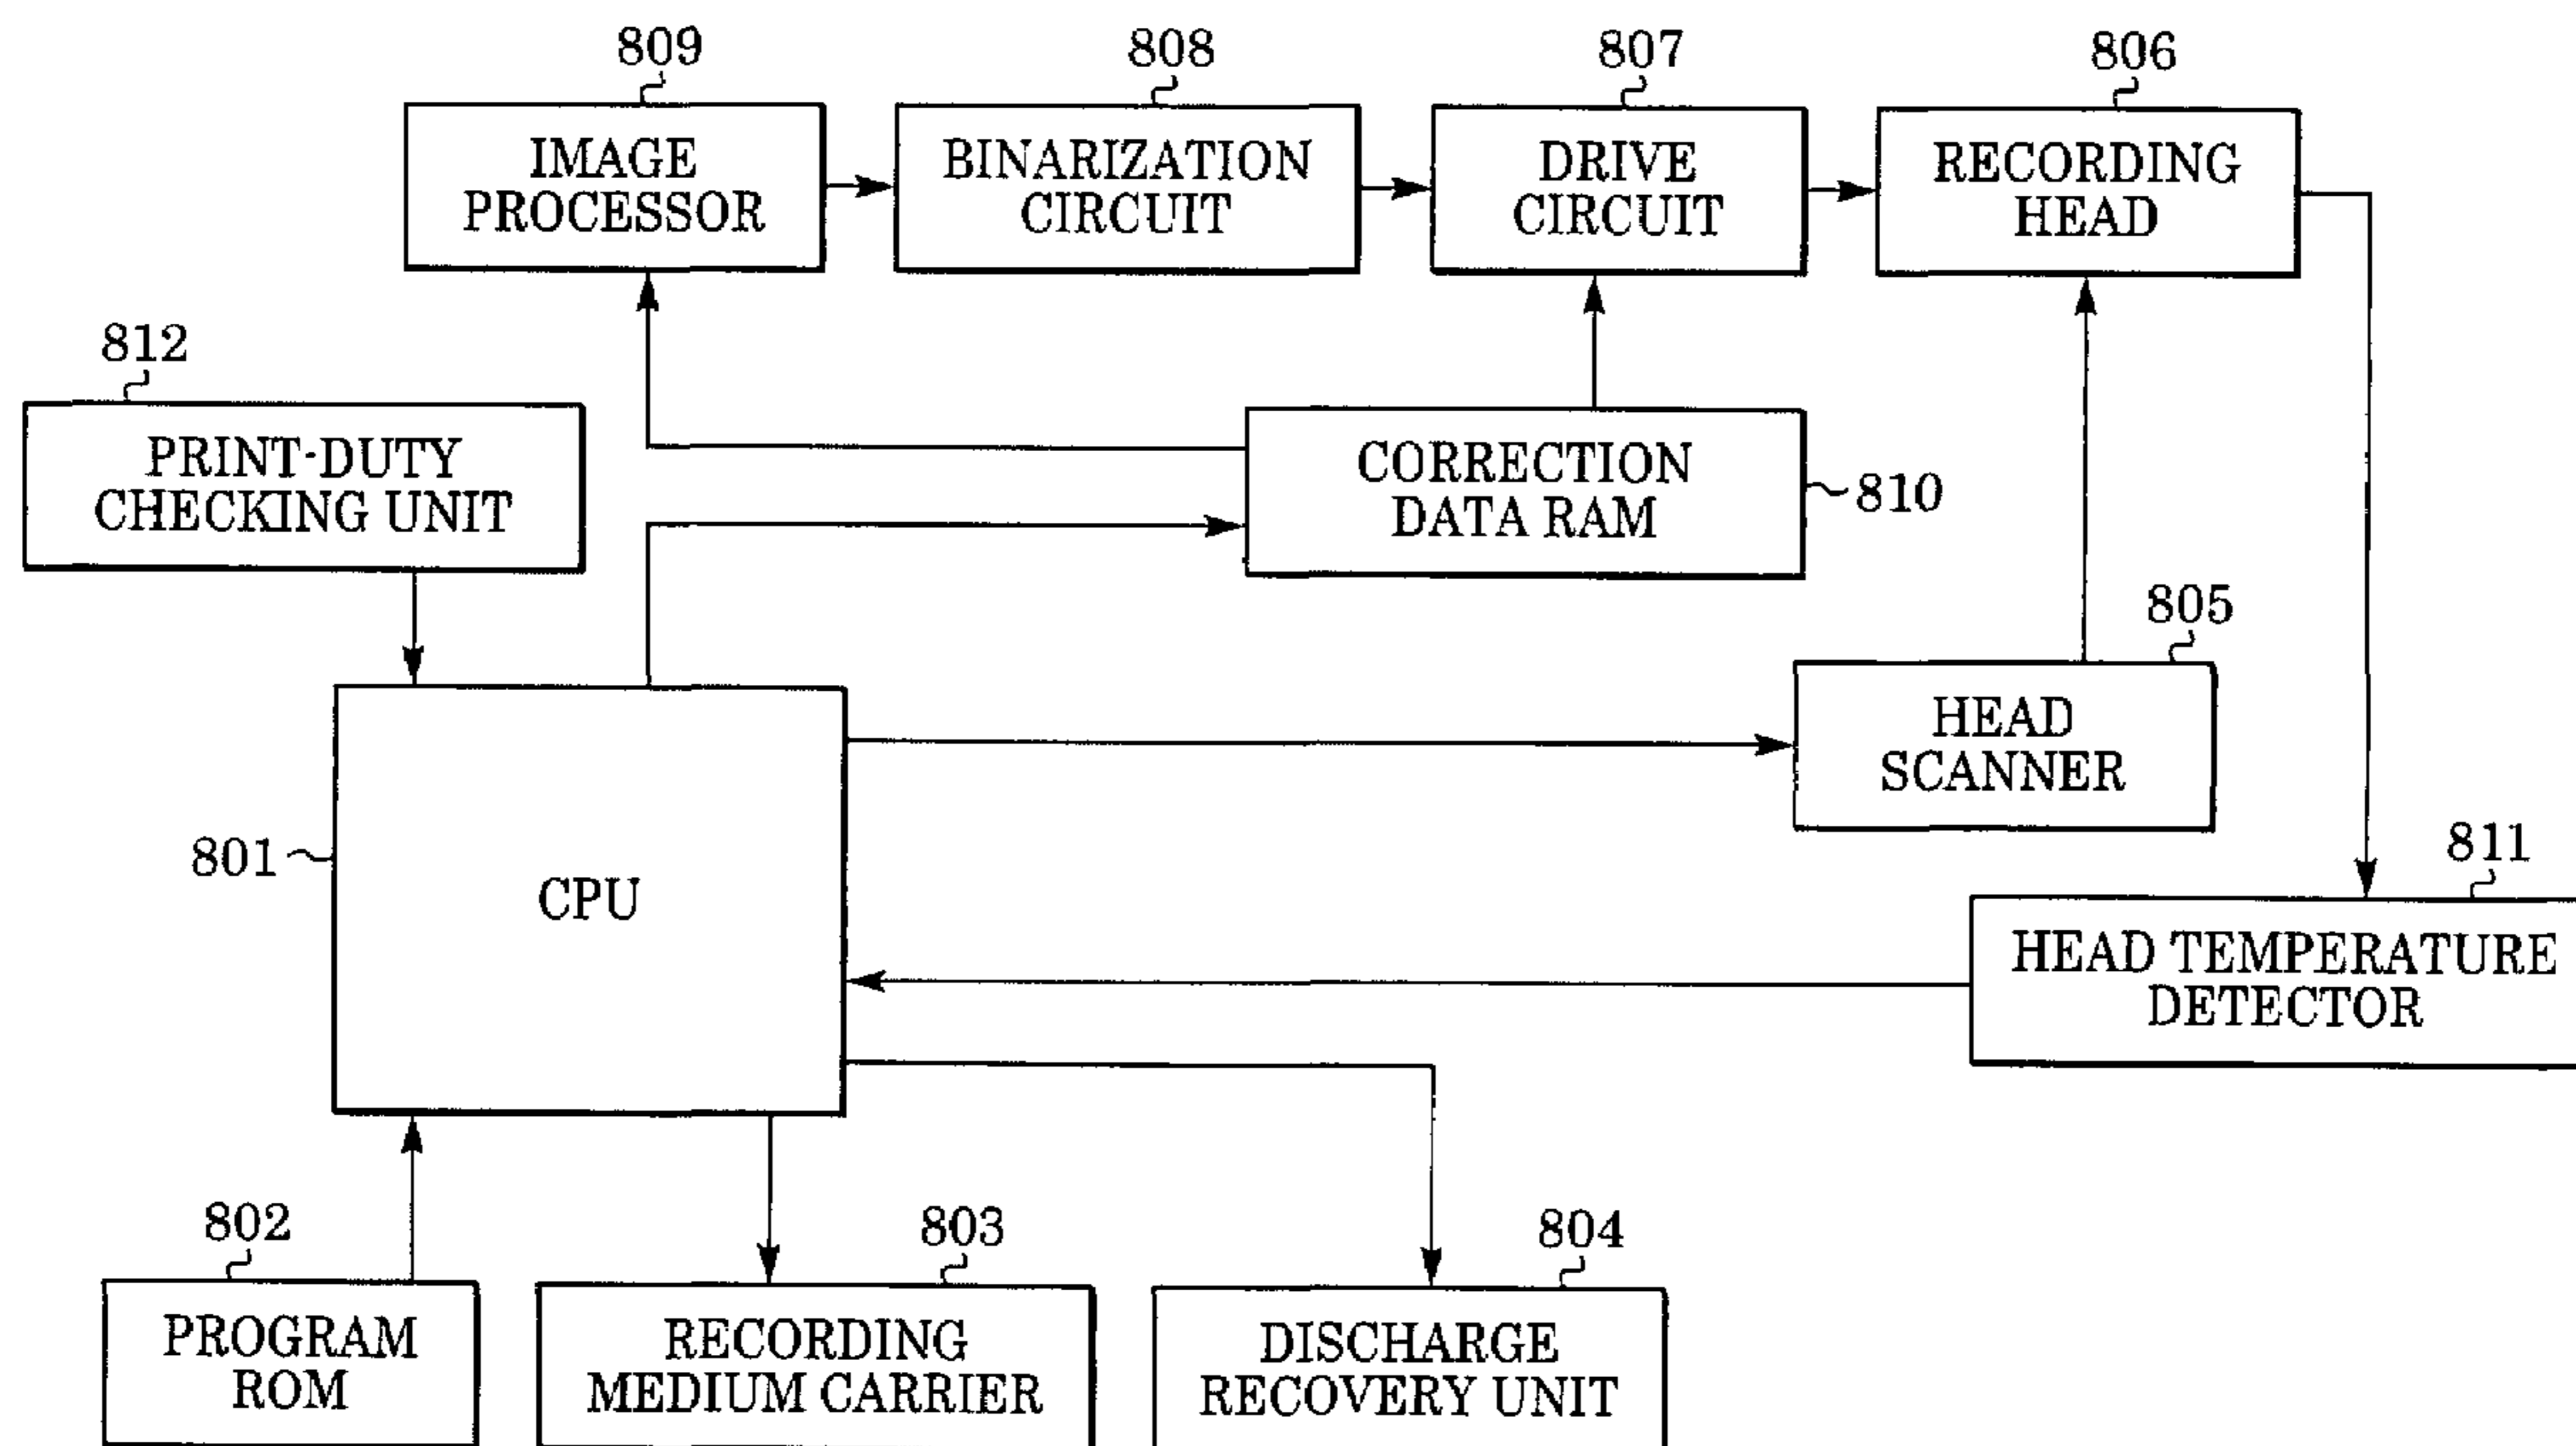 809
808
807
806
IMAGE
PROCESSOR
BINARIZATION
CIRCUIT
DRIVE
CIRCUIT
RECORDING
HEAD
812
PRINT-DUTY
CHECKING UNIT
CORRECTION
DATA RAM
810
805
HEAD
SCANNER
801
CPU
811
HEAD TEMPERATURE
DETECTOR
802
803
804
PROGRAM
ROM
RECORDING
MEDIUM CARRIER
DISCHARGE
RECOVERY UNIT